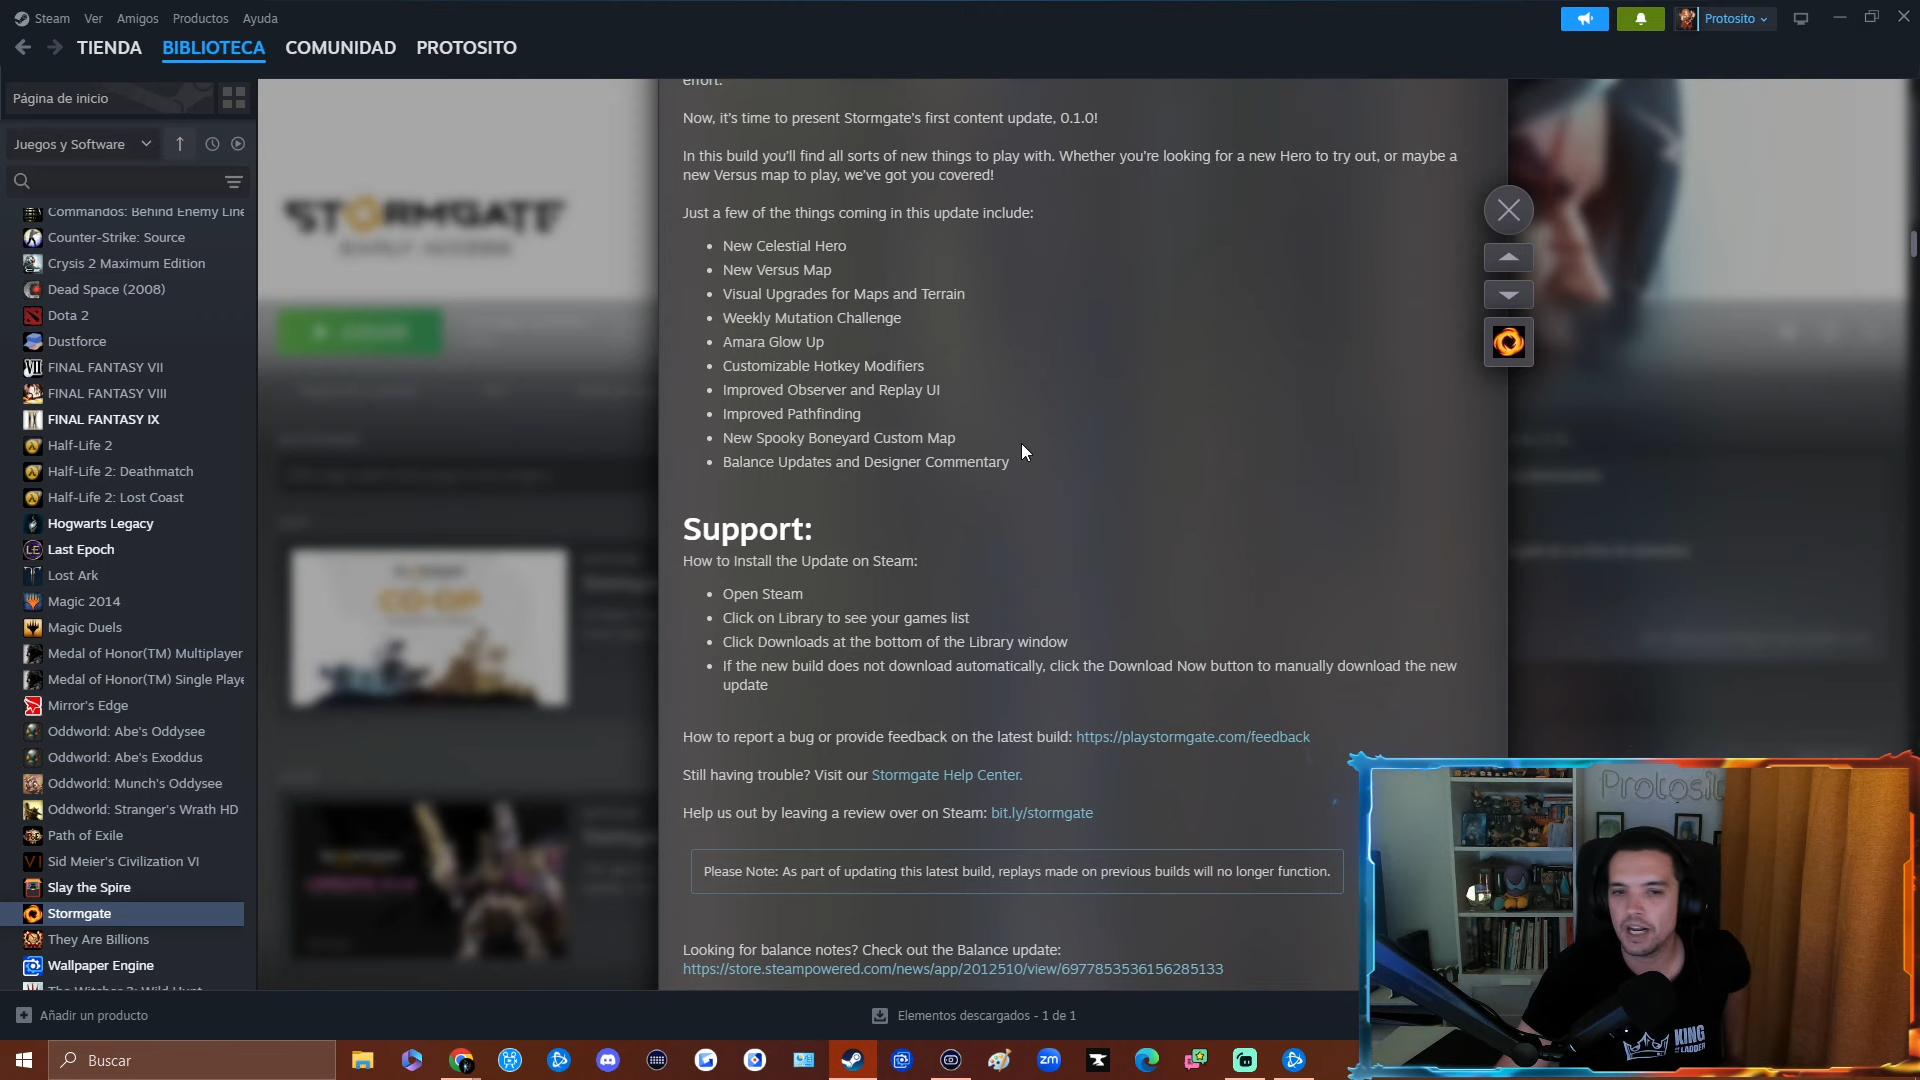 Steam Ver Amigos Productos Ayuda
Protosito
TIENDA BIBLIOTECA COMUNIDAD PROTOSITO
Página de inicio
Juegos y Software
Commandos: Behind Enemy Line
Counter-Strike: Source
Crysis 2 Maximum Edition
Dead Space (2008)
Dota 2
Dustforce
FINAL FANTASY VII
FINAL FANTASY VIII
FINAL FANTASY IX
Half-Life 2
Half-Life 2: Deathmatch
Half-Life 2: Lost Coast
Hogwarts Legacy
Last Epoch
Lost Ark
Magic 2014
Magic Duels
Medal of Honor(TM) Multiplayer
Medal of Honor(TM) Single Playe
Mirror's Edge
Oddworld: Abe's Oddysee
Oddworld: Abe's Exoddus
Oddworld: Munch's Oddysee
Oddworld: Stranger's Wrath HD
Path of Exile
Sid Meier's Civilization VI
Slay the Spire
Stormgate
They Are Billions
Wallpaper Engine
The Witcher 3: Wild Hunt
Añadir un producto
STORMGATE
EARLY ACCESS
CO-OP
effort.
Now, it's time to present Stormgate's first content update, 0.1.0!
In this build you'll find all sorts of new things to play with. Whether you're looking for a new Hero to try out, or maybe a
new Versus map to play, we've got you covered!
Just a few of the things coming in this update include:
• New Celestial Hero
• New Versus Map
• Visual Upgrades for Maps and Terrain
• Weekly Mutation Challenge
• Amara Glow Up
• Customizable Hotkey Modifiers
• Improved Observer and Replay UI
• Improved Pathfinding
• New Spooky Boneyard Custom Map
• Balance Updates and Designer Commentary
Support:
How to Install the Update on Steam:
• Open Steam
• Click on Library to see your games list
• Click Downloads at the bottom of the Library window
• If the new build does not download automatically, click the Download Now button to manually download the new
update
How to report a bug or provide feedback on the latest build: https://playstormgate.com/feedback
Still having trouble? Visit our Stormgate Help Center.
Help us out by leaving a review over on Steam: bit.ly/stormgate
Please Note: As part of updating this latest build, replays made on previous builds will no longer function.
Looking for balance notes? Check out the Balance update:
https://store.steampowered.com/news/app/2012510/view/6977853536156285133
Elementos descargados - 1 de 1
Protosit
KING
OF THE LADDER
Buscar
zm